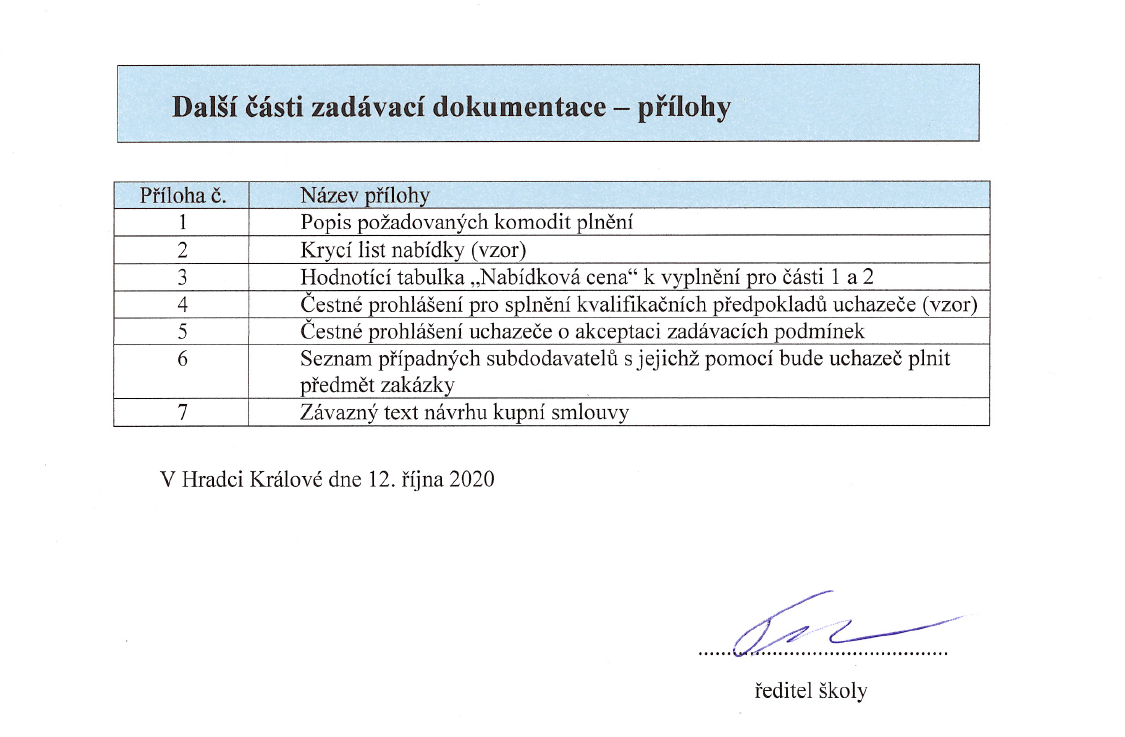 Další části zadávací dokumentace – přílohy
Příloha č. Název přílohy
1 Popis požadovaných komodit plnění
2 Krycí list nabídky (vzor)
3 Hodnotící tabulka „Nabídková cena“ k vyplnění pro části 1 a 2
4 Čestné prohlášení pro splnění kvalifikačních předpokladů uchazeče (vzor)
5 Čestné prohlášení uchazeče o akceptaci zadávacích podmínek
6 Seznam případných subdodavatelů s jejichž pomocí bude uchazeč plnit
předmět zakázky
7 Závazný text návrhu kupní smlouvy
V Hradci Králové dne 12. října 2020
ředitel školy